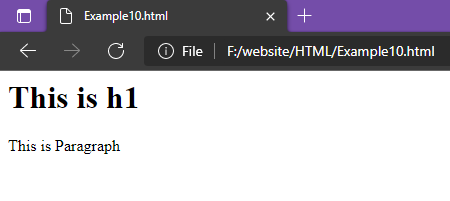 Example10.html
File F:/website/HTML/Example10.html
This is h1
This is Paragraph